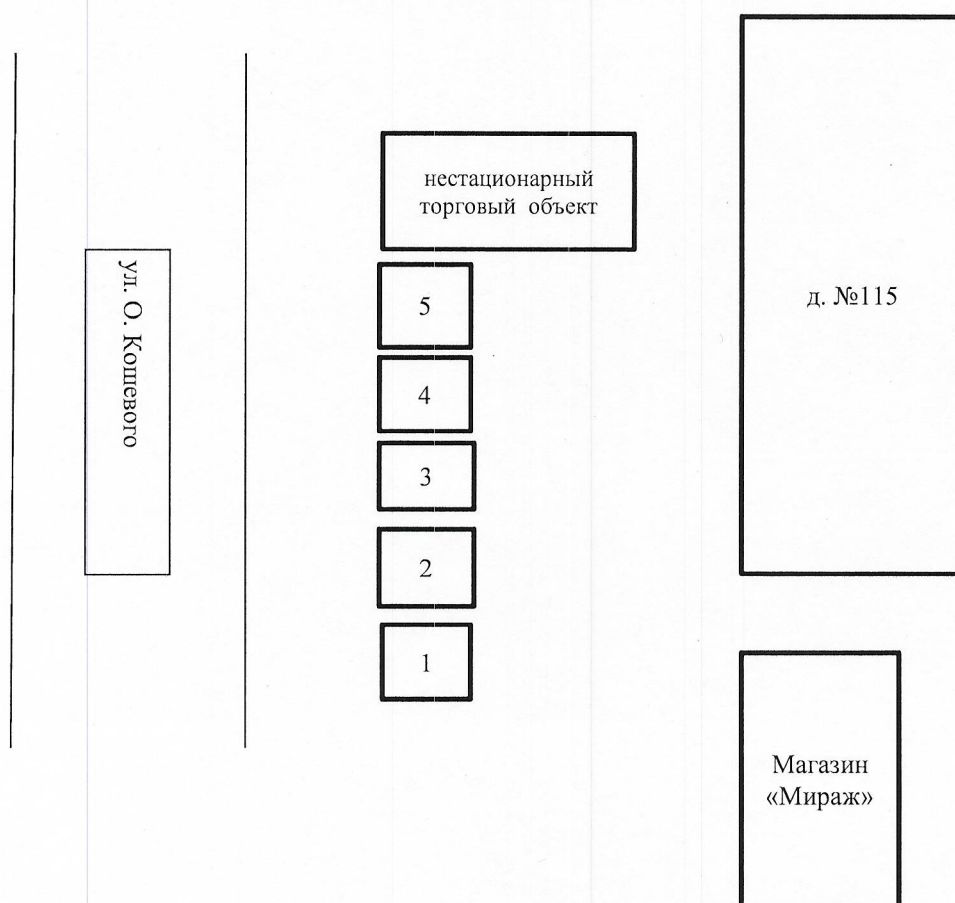 нестационарный
торговый объект
ул. О. Кошевого
5
4
3
2
1
д. №115
Магазин
«Мираж»